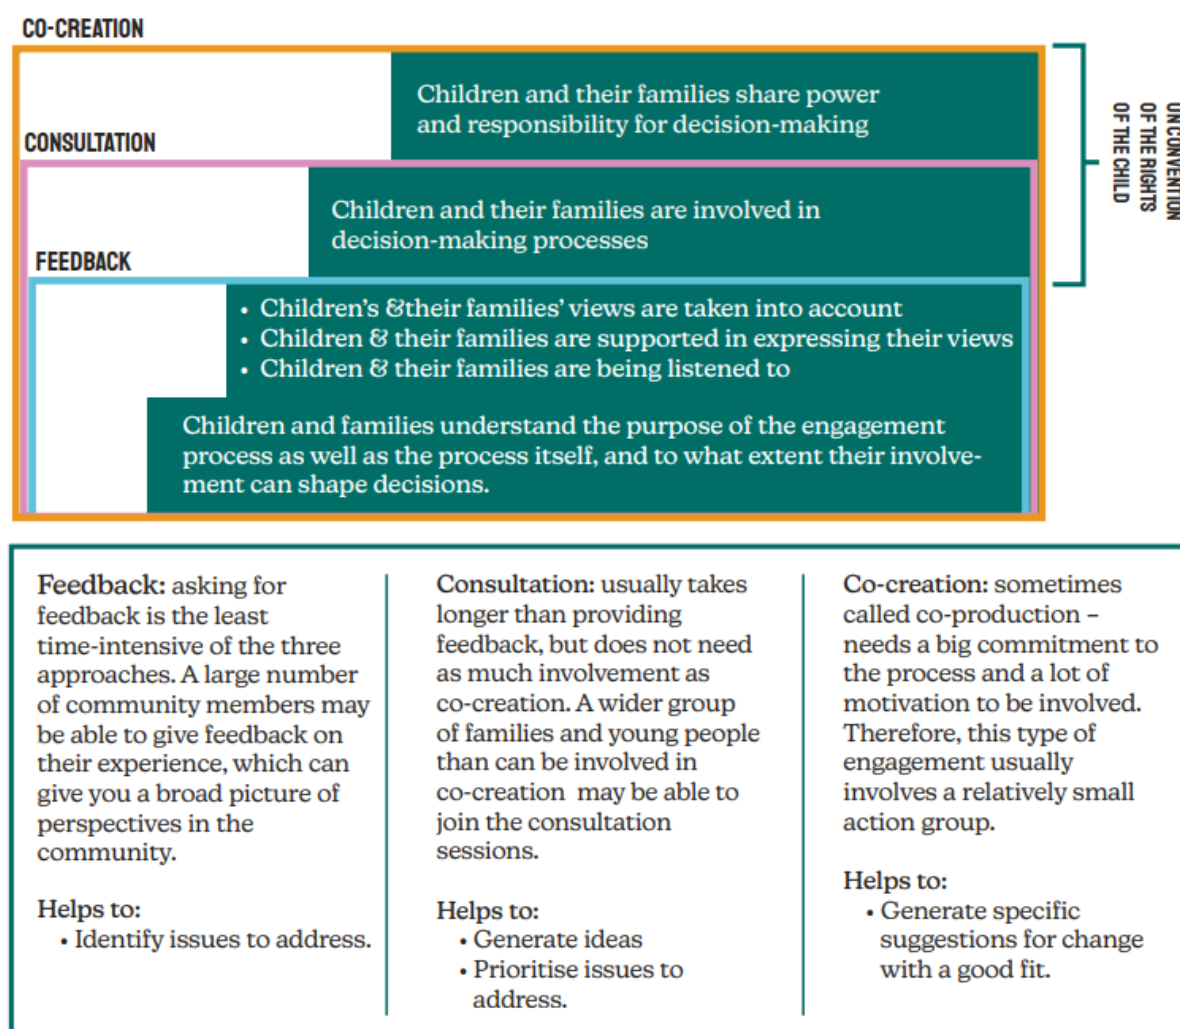 CO-CREATION
Children and their families share power
and responsibility for decision-making
CONSULTATION
Children and their families are involved in
decision-making processes
FEEDBACK
• Children's &their families' views are taken into account
• Children & their families are supported in expressing their views
• Children & their families are being listened to
Children and families understand the purpose of the engagement
process as well as the process itself, and to what extent their involve-
ment can shape decisions.
UN CONVENTION
OF THE RIGHTS
OF THE CHILD
Feedback: asking for
feedback is the least
time-intensive of the three
approaches. A large number
of community members may
be able to give feedback on
their experience, which can
give you a broad picture of
perspectives in the
community.
Helps to:
• Identify issues to address.
Consultation: usually takes
longer than providing
feedback, but does not need
as much involvement as
co-creation. A wider group
of families and young people
than can be involved in
co-creation may be able to
join the consultation
sessions.
Helps to:
• Generate ideas
• Prioritise issues to
address.
Co-creation: sometimes
called co-production –
needs a big commitment to
the process and a lot of
motivation to be involved.
Therefore, this type of
engagement usually
involves a relatively small
action group.
Helps to:
• Generate specific
suggestions for change
with a good fit.